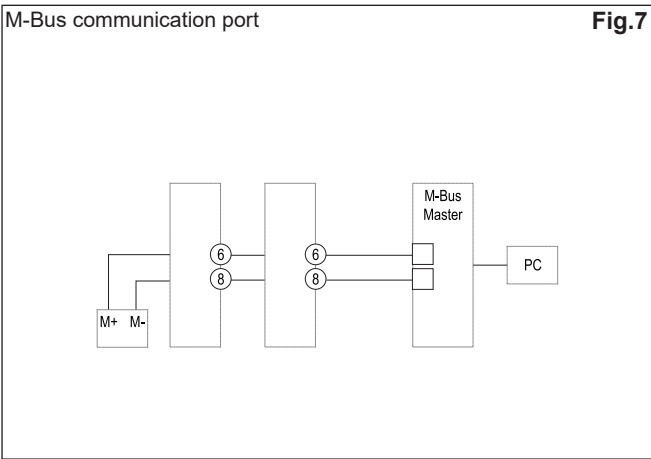 M-Bus communication port
Fig.7
M-Bus
Master
6
6
PC
8
8
M+ M-